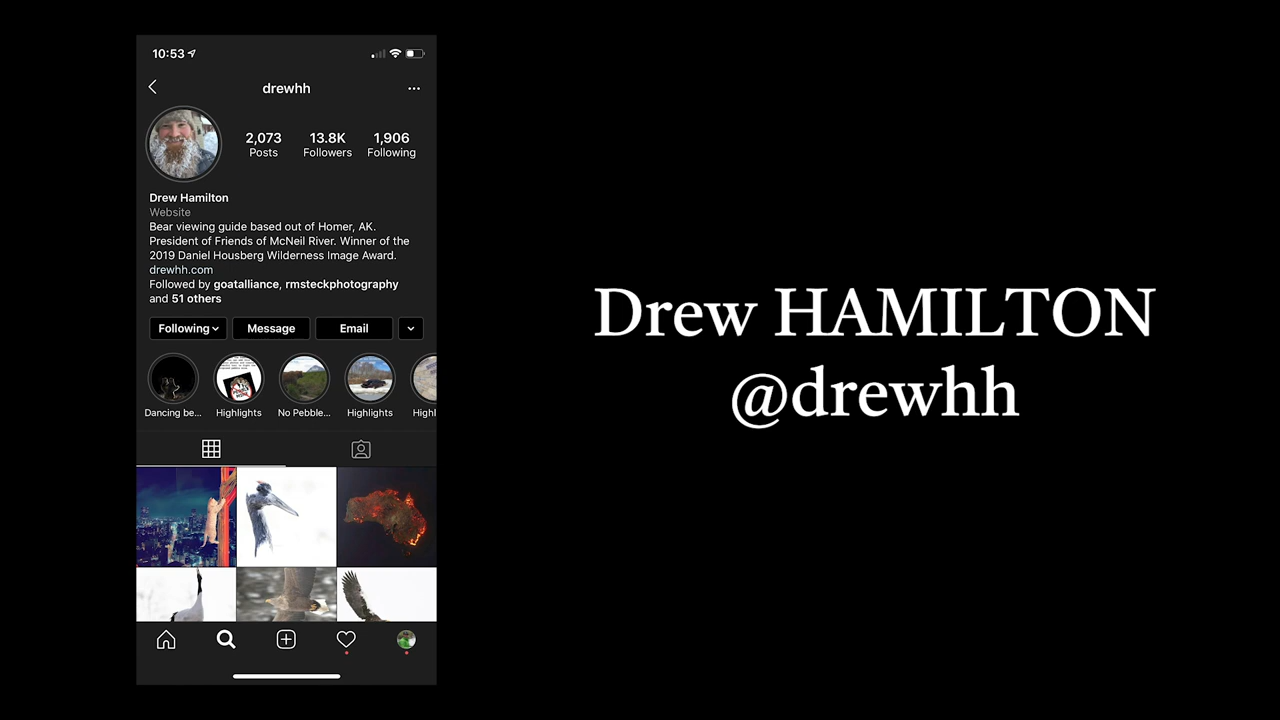 10:53
drewhh
2,073
Posts
13.8K
Followers
1,906
Following
Drew Hamilton
Website
Bear viewing guide based out of Homer, AK.
President of Friends of McNeil River. Winner of the
2019 Daniel Housberg Wilderness Image Award.
drewhh.com
Followed by goatalliance, rmsteckphotography
and 51 others
Following
Message
Email
Dancing be...
Highlights
No Pebble...
Highlights
Highl
Drew HAMILTON
@drewhh